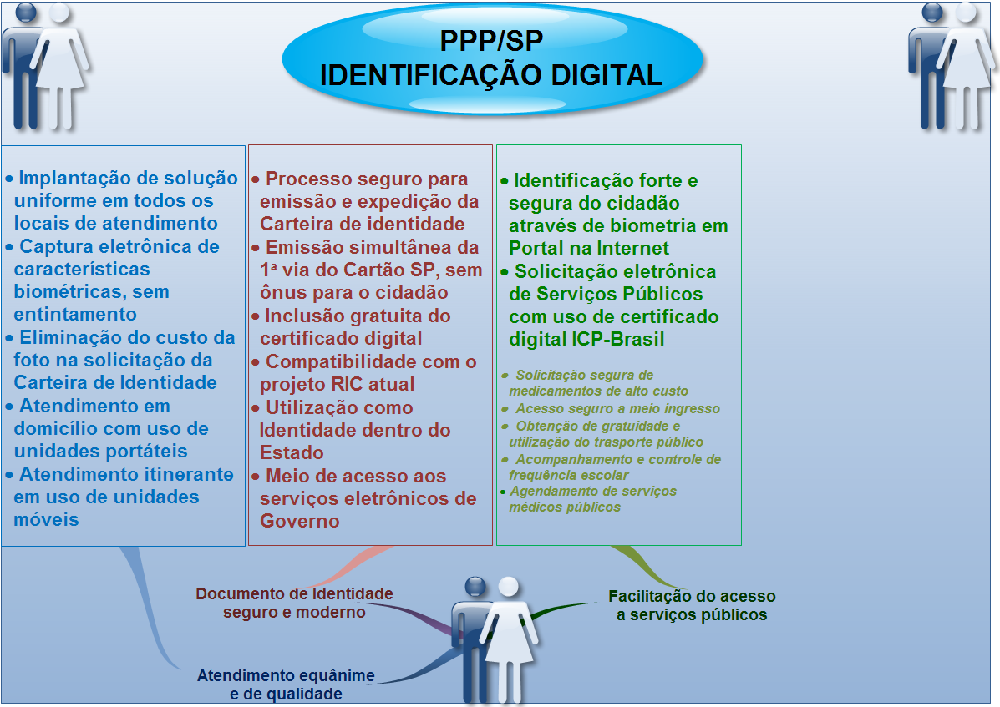 PPP/SP
IDENTIFICAÇÃO DIGITAL
• Implantação de solução
uniforme em todos os
locais de atendimento
• Captura eletrônica de
características
biométricas, sem
entintamento
• Eliminação do custo da
foto na solicitação da
Carteira de Identidade
• Atendimento em
domicílio com uso de
unidades portáteis
• Atendimento itinerante
em uso de unidades
móveis
• Processo seguro para
emissão e expedição da
Carteira de identidade
• Emissão simultânea da
1ª via do Cartão SP, sem
ônus para o cidadão
• Inclusão gratuita do
certificado digital
• Compatibilidade com o
projeto RIC atual
• Utilização como
Identidade dentro do
Estado
• Meio de acesso aos
serviços eletrônicos de
Governo
• Identificação forte e
segura do cidadão
através de biometria em
Portal na Internet
• Solicitação eletrônica
de Serviços Públicos
com uso de certificado
digital ICP-Brasil
• Solicitação segura de
medicamentos de alto custo
• Acesso seguro a meio ingresso
• Obtenção de gratuidade e
utilização do trasporte público
• Acompanhamento e controle de
frequência escolar
• Agendamento de serviços
médicos públicos
Documento de Identidade
seguro e moderno
Facilitação do acesso
a serviços públicos
Atendimento equânime
e de qualidade